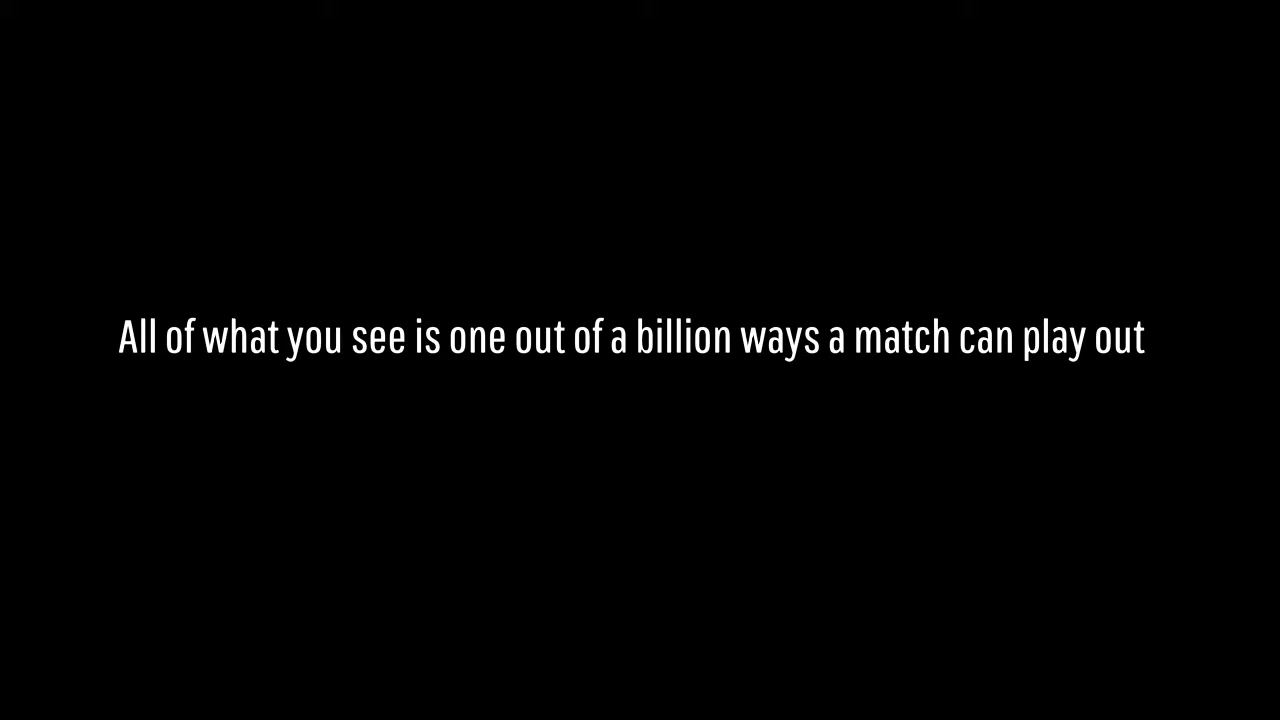 All of what you see is one out of a billion ways a match can play out